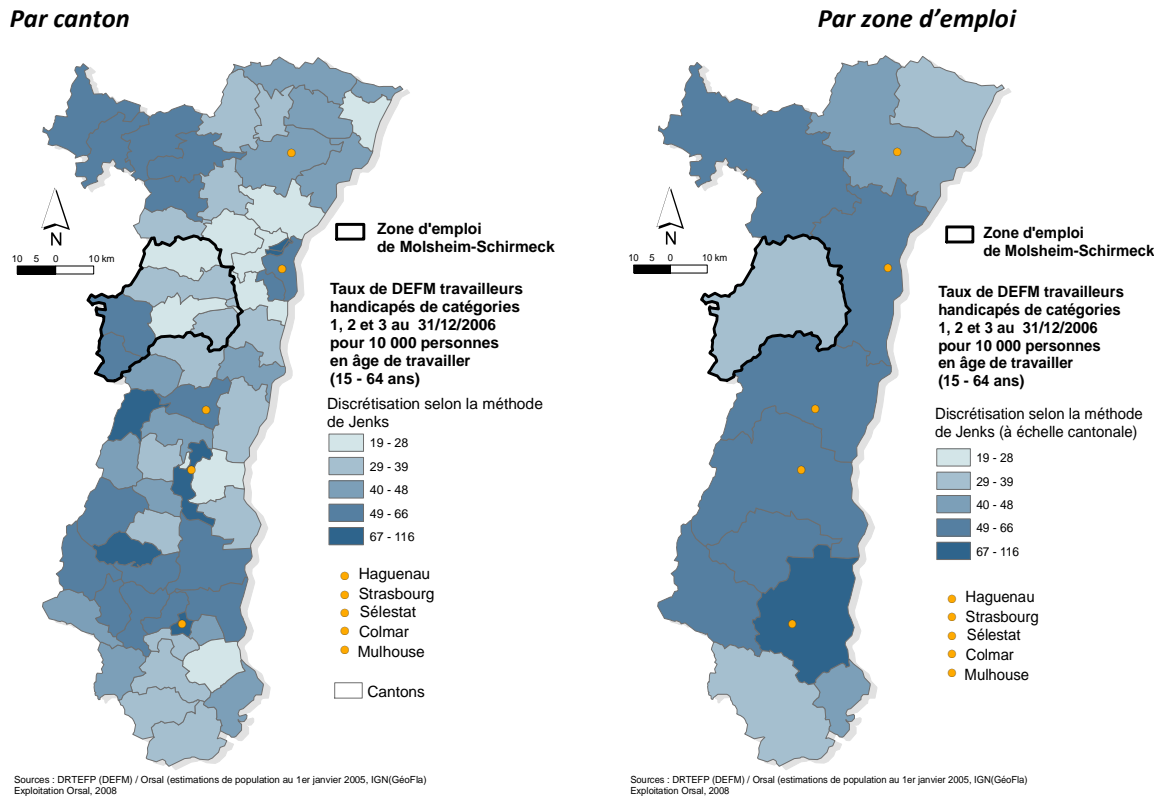 Par canton
Par zone d’emploi
N
10 5 0 10 km
Zone d'emploi
de Molsheim-Schirmeck
Taux de DEFM travailleurs
handicapés de catégories
1, 2 et 3 au 31/12/2006
pour 10 000 personnes
en âge de travailler
(15 - 64 ans)
Discrétisation selon la méthode
de Jenks
19 - 28
29 - 39
40 - 48
49 - 66
67 - 116
Haguenau
Strasbourg
Sélestat
Colmar
Mulhouse
Cantons
Sources : DRTEFP (DEFM) / Orsal (estimations de population au 1er janvier 2005, IGN(GéoFla)
Exploitation Orsal, 2008
N
10 5 0 10 km
Zone d'emploi
de Molsheim-Schirmeck
Taux de DEFM travailleurs
handicapés de catégories
1, 2 et 3 au 31/12/2006
pour 10 000 personnes
en âge de travailler
(15 - 64 ans)
Discrétisation selon la méthode
de Jenks (à échelle cantonale)
19 - 28
29 - 39
40 - 48
49 - 66
67 - 116
Haguenau
Strasbourg
Sélestat
Colmar
Mulhouse
Sources : DRTEFP (DEFM) / Orsal (estimations de population au 1er janvier 2005, IGN(GéoFla)
Exploitation Orsal, 2008